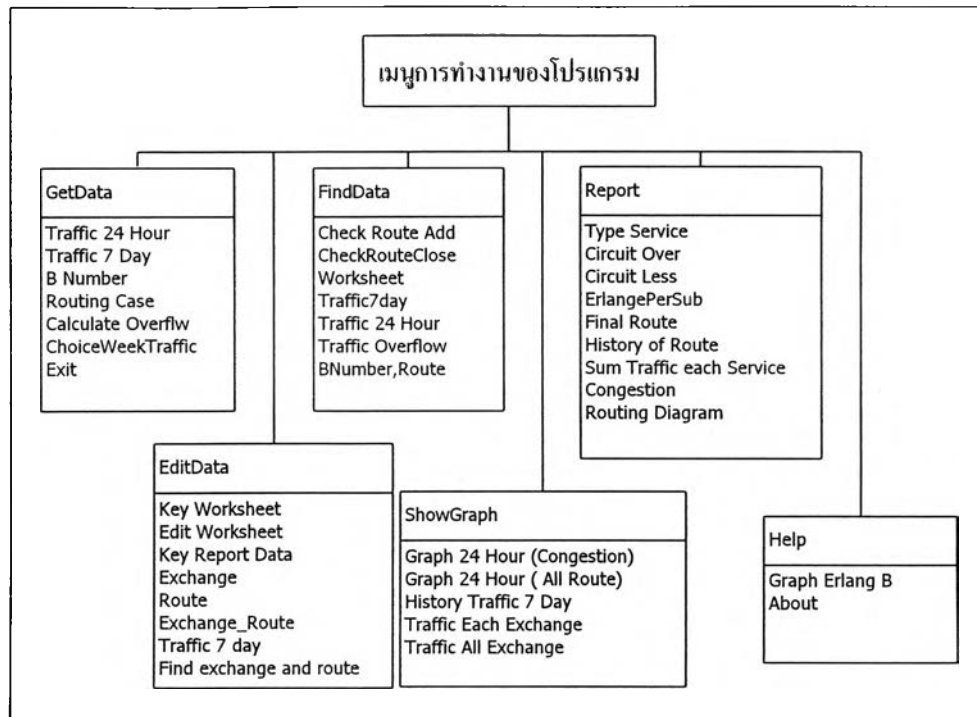 เมนูการทำงานของโปรแกรม
GetData
Traffic 24 Hour
Traffic 7 Day
B Number
Routing Case
Calculate Overflw
ChoiceWeekTraffic
Exit
FindData
Check Route Add
CheckRouteClose
Worksheet
Traffic7day
Traffic 24 Hour
Traffic Overflow
BNumber,Route
Report
Type Service
Circuit Over
Circuit Less
ErlangePerSub
Final Route
History of Route
Sum Traffic each Service
Congestion
Routing Diagram
EditData
Key Worksheet
Edit Worksheet
Key Report Data
Exchange
Route
Exchange_Route
Traffic 7 day
Find exchange and route
ShowGraph
Graph 24 Hour (Congestion)
Graph 24 Hour ( All Route)
History Traffic 7 Day
Traffic Each Exchange
Traffic All Exchange
Help
Graph Erlang B
About